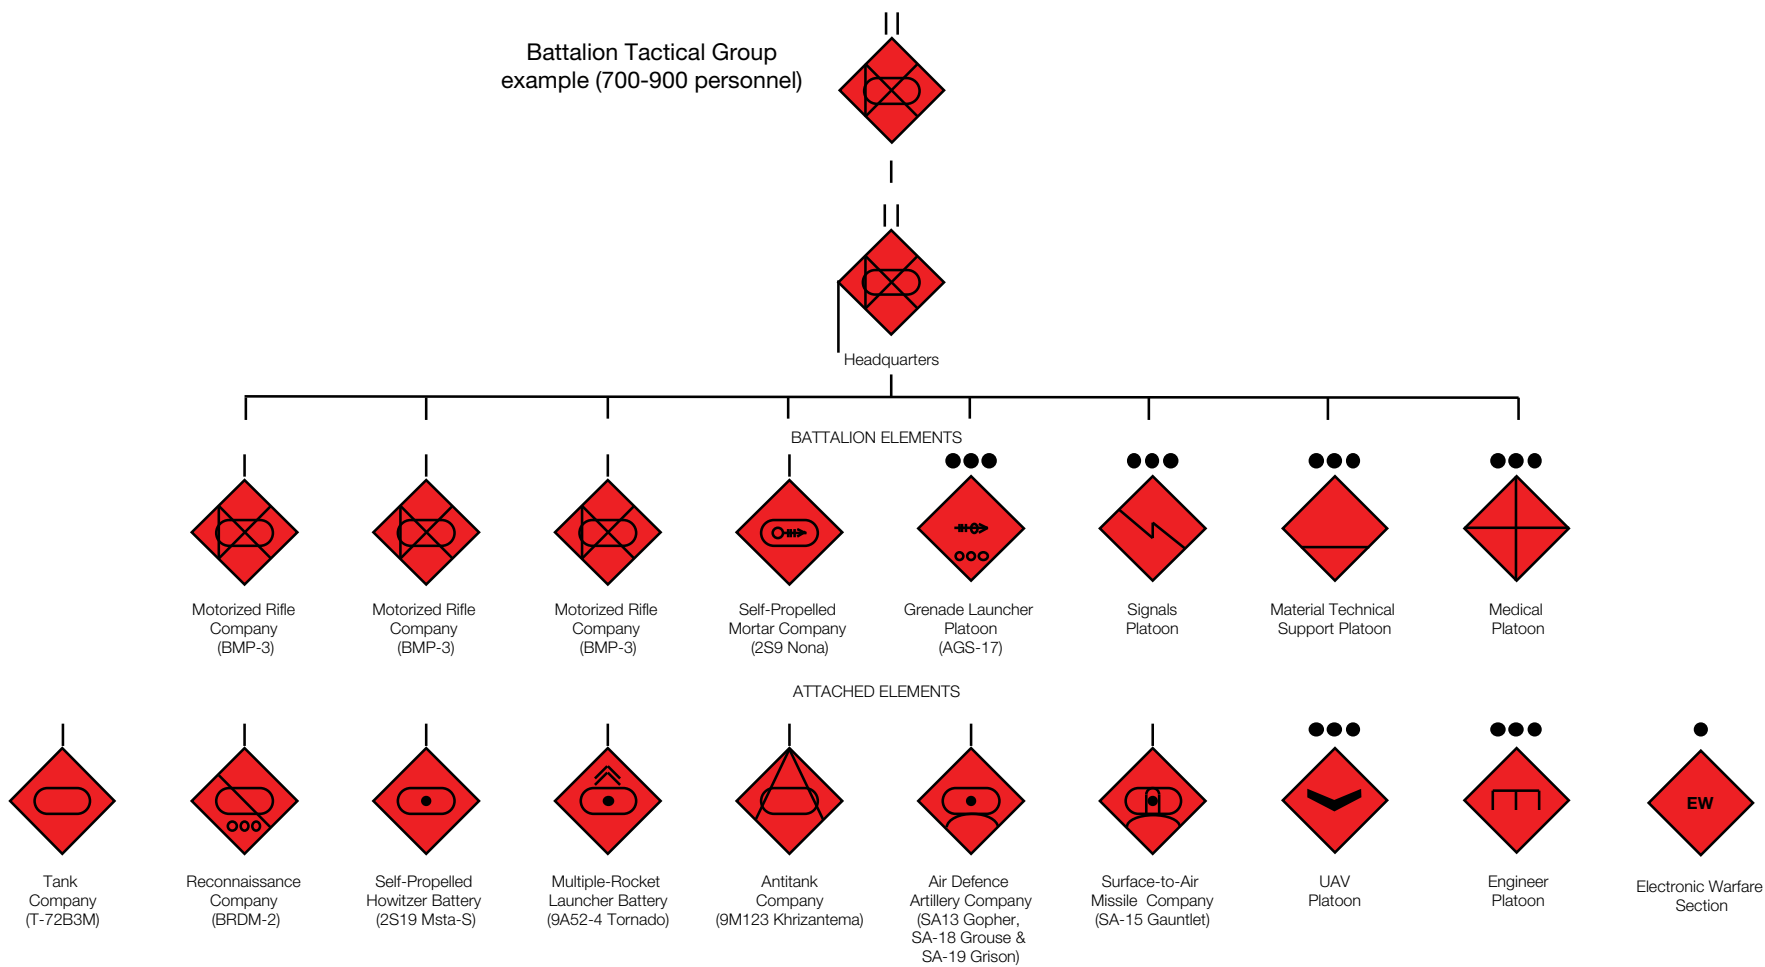 Battalion Tactical Group
example (700-900 personnel)
Headquarters
BATTALION ELEMENTS
Motorized Rifle
Company
(BMP-3)
Motorized Rifle
Company
(BMP-3)
Motorized Rifle
Company
(BMP-3)
Self-Propelled
Mortar Company
(2S9 Nona)
Grenade Launcher
Platoon
(AGS-17)
Signals
Platoon
Material Technical
Support Platoon
Medical
Platoon
ATTACHED ELEMENTS
Tank
Company
(T-72B3M)
Reconnaissance
Company
(BRDM-2)
Self-Propelled
Howitzer Battery
(2S19 Msta-S)
Multiple-Rocket
Launcher Battery
(9A52-4 Tornado)
Antitank
Company
(9M123 Khrizantema)
Air Defence
Artillery Company
(SA13 Gopher,
SA-18 Grouse &
SA-19 Grison)
Surface-to-Air
Missile Company
(SA-15 Gauntlet)
UAV
Platoon
Engineer
Platoon
EW
Electronic Warfare
Section